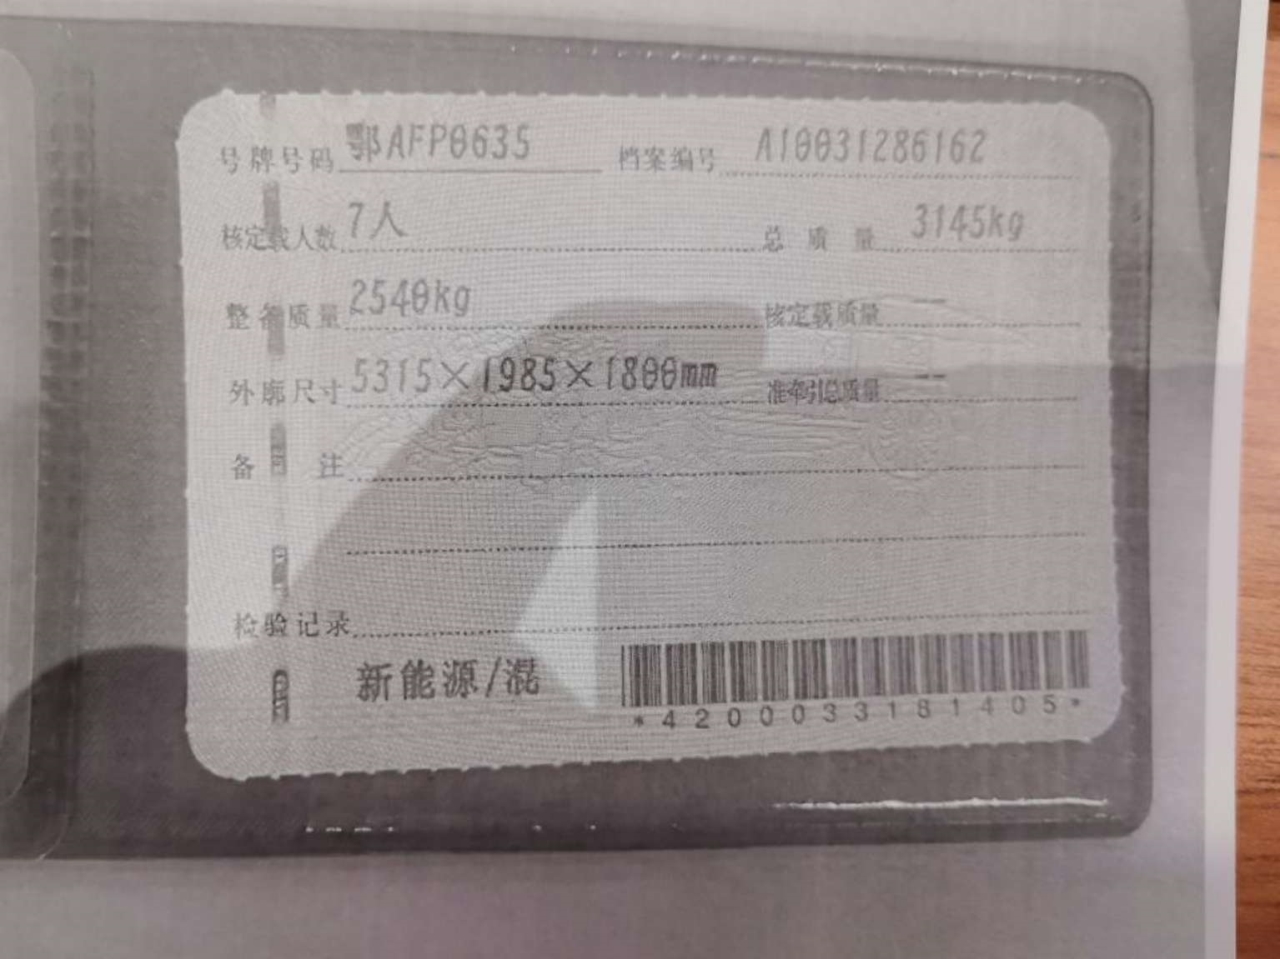 号牌号码 鄂AFP0635 档案编号 A10031286162
核定载人数 7人 总质量 3145kg
整备质量 2540kg 核定载质量 --
外廓尺寸 5315×1985×1800mm 准牵引总质量 --
备注
检验记录
新能源/混
*4200033181405*